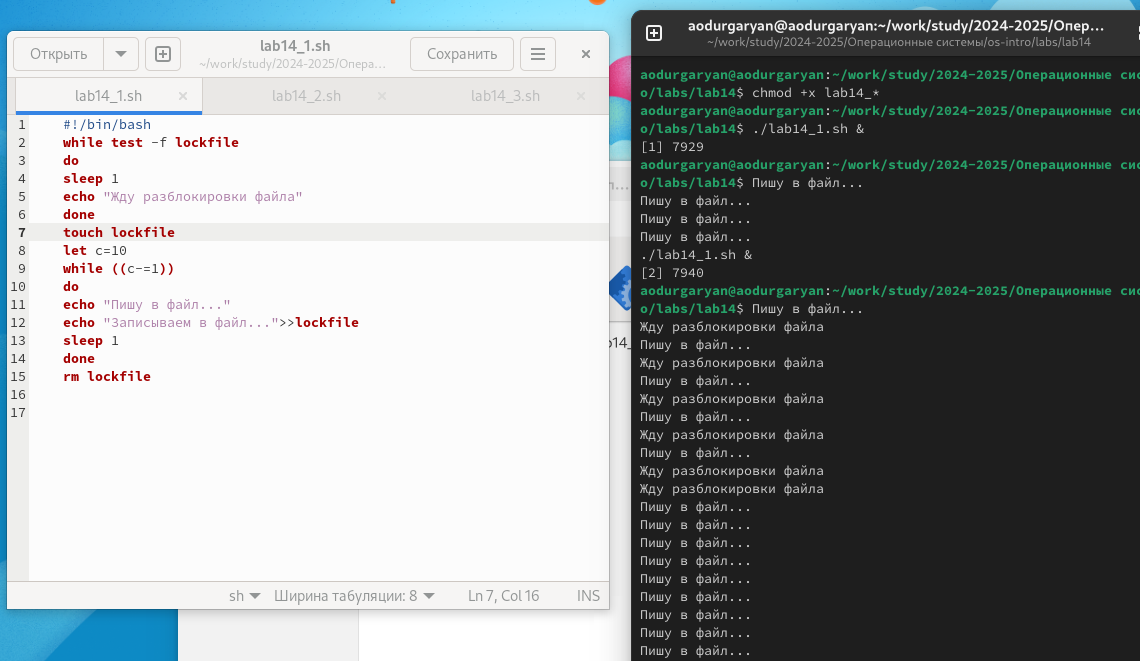 Открыть
lab14_1.sh
~/work/study/2024-2025/Опера...
Сохранить
lab14_1.sh
lab14_2.sh
lab14_3.sh
1 #!/bin/bash
2 while test -f lockfile
3 do
4 sleep 1
5 echo "Жду разблокировки файла"
6 done
7 touch lockfile
8 let c=10
9 while ((c-=1))
10 do
11 echo "Пишу в файл..."
12 echo "Записываем в файл...">>lockfile
13 sleep 1
14 done
15 rm lockfile
16
17
sh
Ширина табуляции: 8
Ln 7, Col 16
INS
aodurgaryan@aodurgaryan:~/work/study/2024-2025/Опер...
~/work/study/2024-2025/Операционные системы/os-intro/labs/lab14
aodurgaryan@aodurgaryan:~/work/study/2024-2025/Операционные сис
o/labs/lab14$ chmod +x lab14_*
aodurgaryan@aodurgaryan:~/work/study/2024-2025/Операционные сис
o/labs/lab14$ ./lab14_1.sh &
[1] 7929
aodurgaryan@aodurgaryan:~/work/study/2024-2025/Операционные сис
o/labs/lab14$ Пишу в файл...
Пишу в файл...
Пишу в файл...
Пишу в файл...
./lab14_1.sh &
[2] 7940
aodurgaryan@aodurgaryan:~/work/study/2024-2025/Операционные сис
o/labs/lab14$ Пишу в файл...
Жду разблокировки файла
Пишу в файл...
Жду разблокировки файла
Пишу в файл...
Жду разблокировки файла
Пишу в файл...
Жду разблокировки файла
Пишу в файл...
Жду разблокировки файла
Жду разблокировки файла
Пишу в файл...
Пишу в файл...
Пишу в файл...
Пишу в файл...
Пишу в файл...
Пишу в файл...
Пишу в файл...
Пишу в файл...
Пишу в файл...